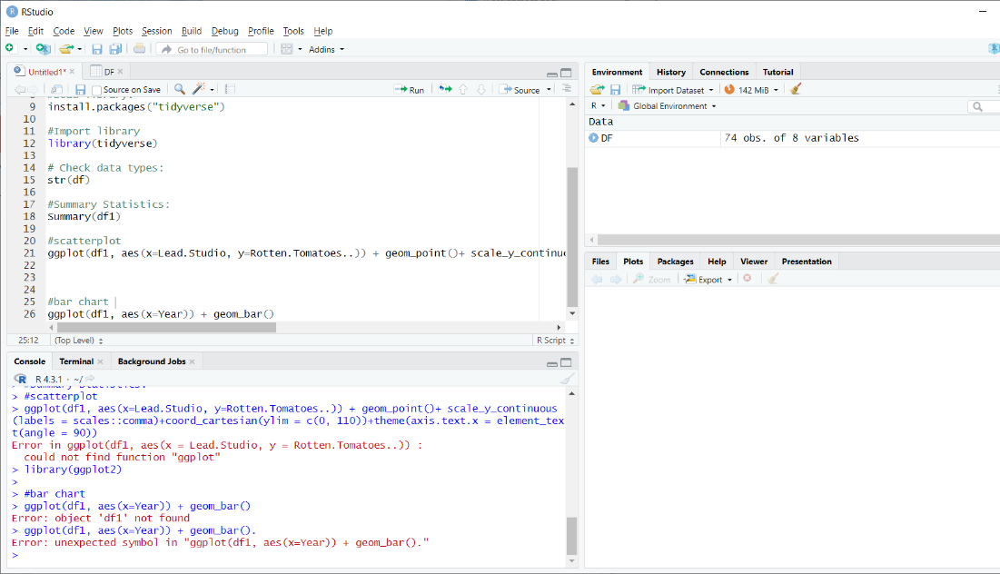 RStudio
File Edit Code View Plots Session Build Debug Profile Tools Help
Go to file/function Addins
Untitled1* DF
Source on Save Run Source
9 install.packages("tidyverse")
10
11 #Import library
12 library(tidyverse)
13
14 # Check data types:
15 str(df)
16
17 #Summary Statistics:
18 Summary(df1)
19
20 #scatterplot
21 ggplot(df1, aes(x=Lead.Studio, y=Rotten.Tomatoes..)) + geom_point()+ scale_y_continuo
22
23
24
25 #bar chart
26 ggplot(df1, aes(x=Year)) + geom_bar()
25:12 (Top Level) R Script
Console Terminal Background Jobs
R 4.3.1 · ~/
> #Summary Statistics:
> #scatterplot
> ggplot(df1, aes(x=Lead.Studio, y=Rotten.Tomatoes..)) + geom_point()+ scale_y_continuous
(labels = scales::comma)+coord_cartesian(ylim = c(0, 110))+theme(axis.text.x = element_tex
t(angle = 90))
Error in ggplot(df1, aes(x = Lead.Studio, y = Rotten.Tomatoes..)) :
could not find function "ggplot"
> library(ggplot2)
>
> #bar chart
> ggplot(df1, aes(x=Year)) + geom_bar()
Error: object 'df1' not found
> ggplot(df1, aes(x=Year)) + geom_bar().
Error: unexpected symbol in "ggplot(df1, aes(x=Year)) + geom_bar()."
>
Environment History Connections Tutorial
Import Dataset 142 MiB
R Global Environment
Data
DF 74 obs. of 8 variables
Files Plots Packages Help Viewer Presentation
Zoom Export